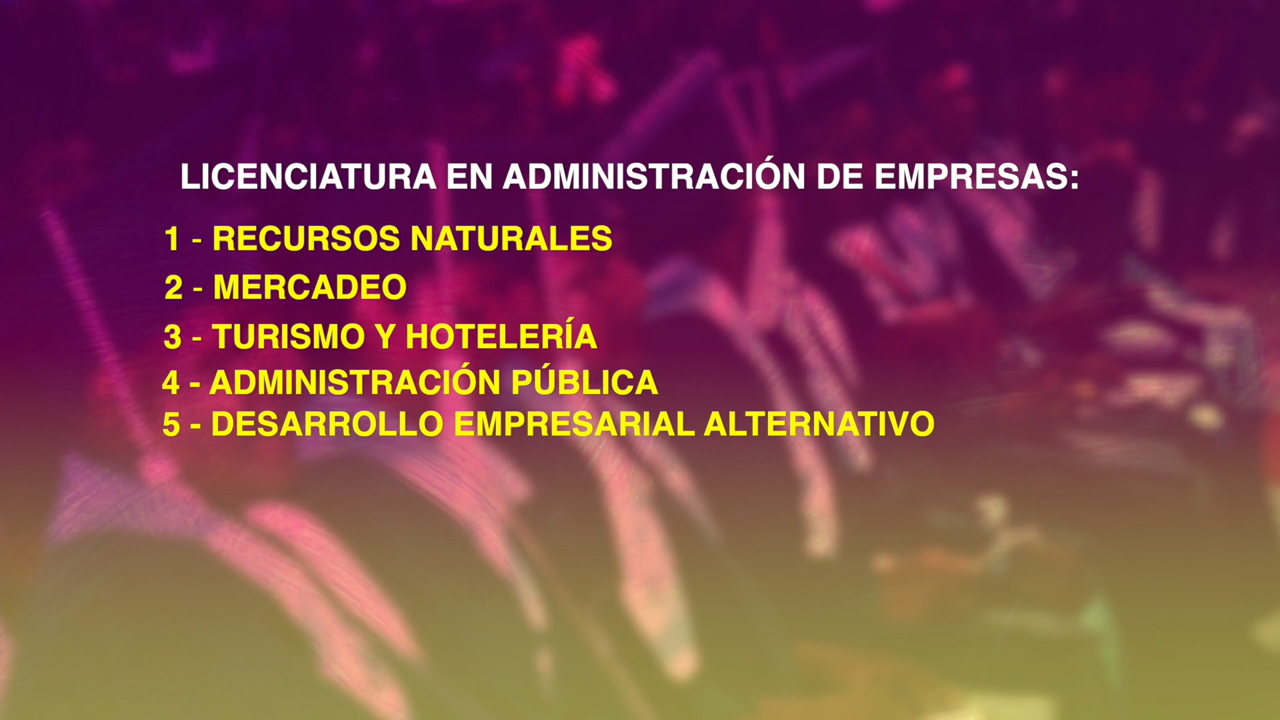 LICENCIATURA EN ADMINISTRACIÓN DE EMPRESAS:
1 - RECURSOS NATURALES
2 - MERCADEO
3 - TURISMO Y HOTELERÍA
4 - ADMINISTRACIÓN PÚBLICA
5 - DESARROLLO EMPRESARIAL ALTERNATIVO